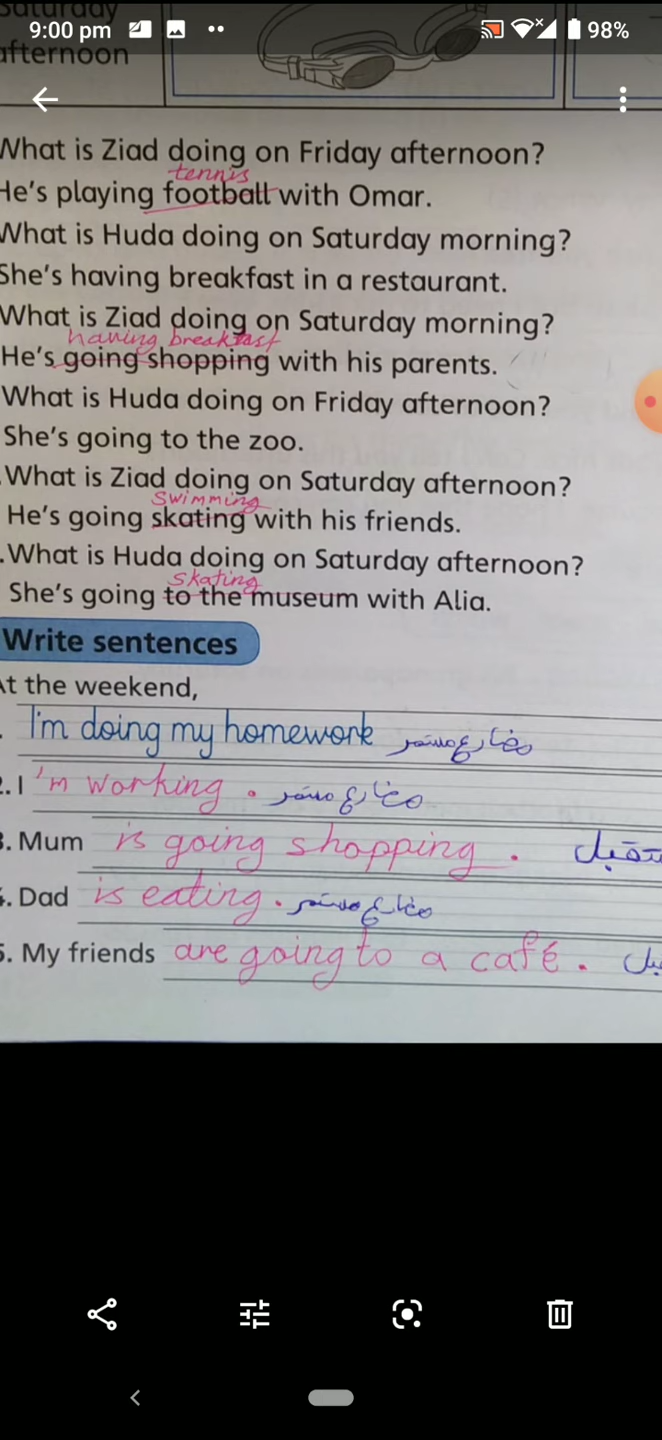 saturday
9:00 pm
98%
afternoon
What is Ziad doing on Friday afternoon?
tennis
He's playing football with Omar.
What is Huda doing on Saturday morning?
She's having breakfast in a restaurant.
What is Ziad doing on Saturday morning?
having breakfast
He's going shopping with his parents.
What is Huda doing on Friday afternoon?
She's going to the zoo.
.What is Ziad doing on Saturday afternoon?
swimming
He's going skating with his friends.
.What is Huda doing on Saturday afternoon?
skating
She's going to the museum with Alia.
Write sentences
At the weekend,
. I'm doing my homework مضارع مستمر
2. I 'm working . مضارع مستمر
3. Mum is going shopping .
4. Dad is eating . مضارع مستمر
5. My friends are going to a café .